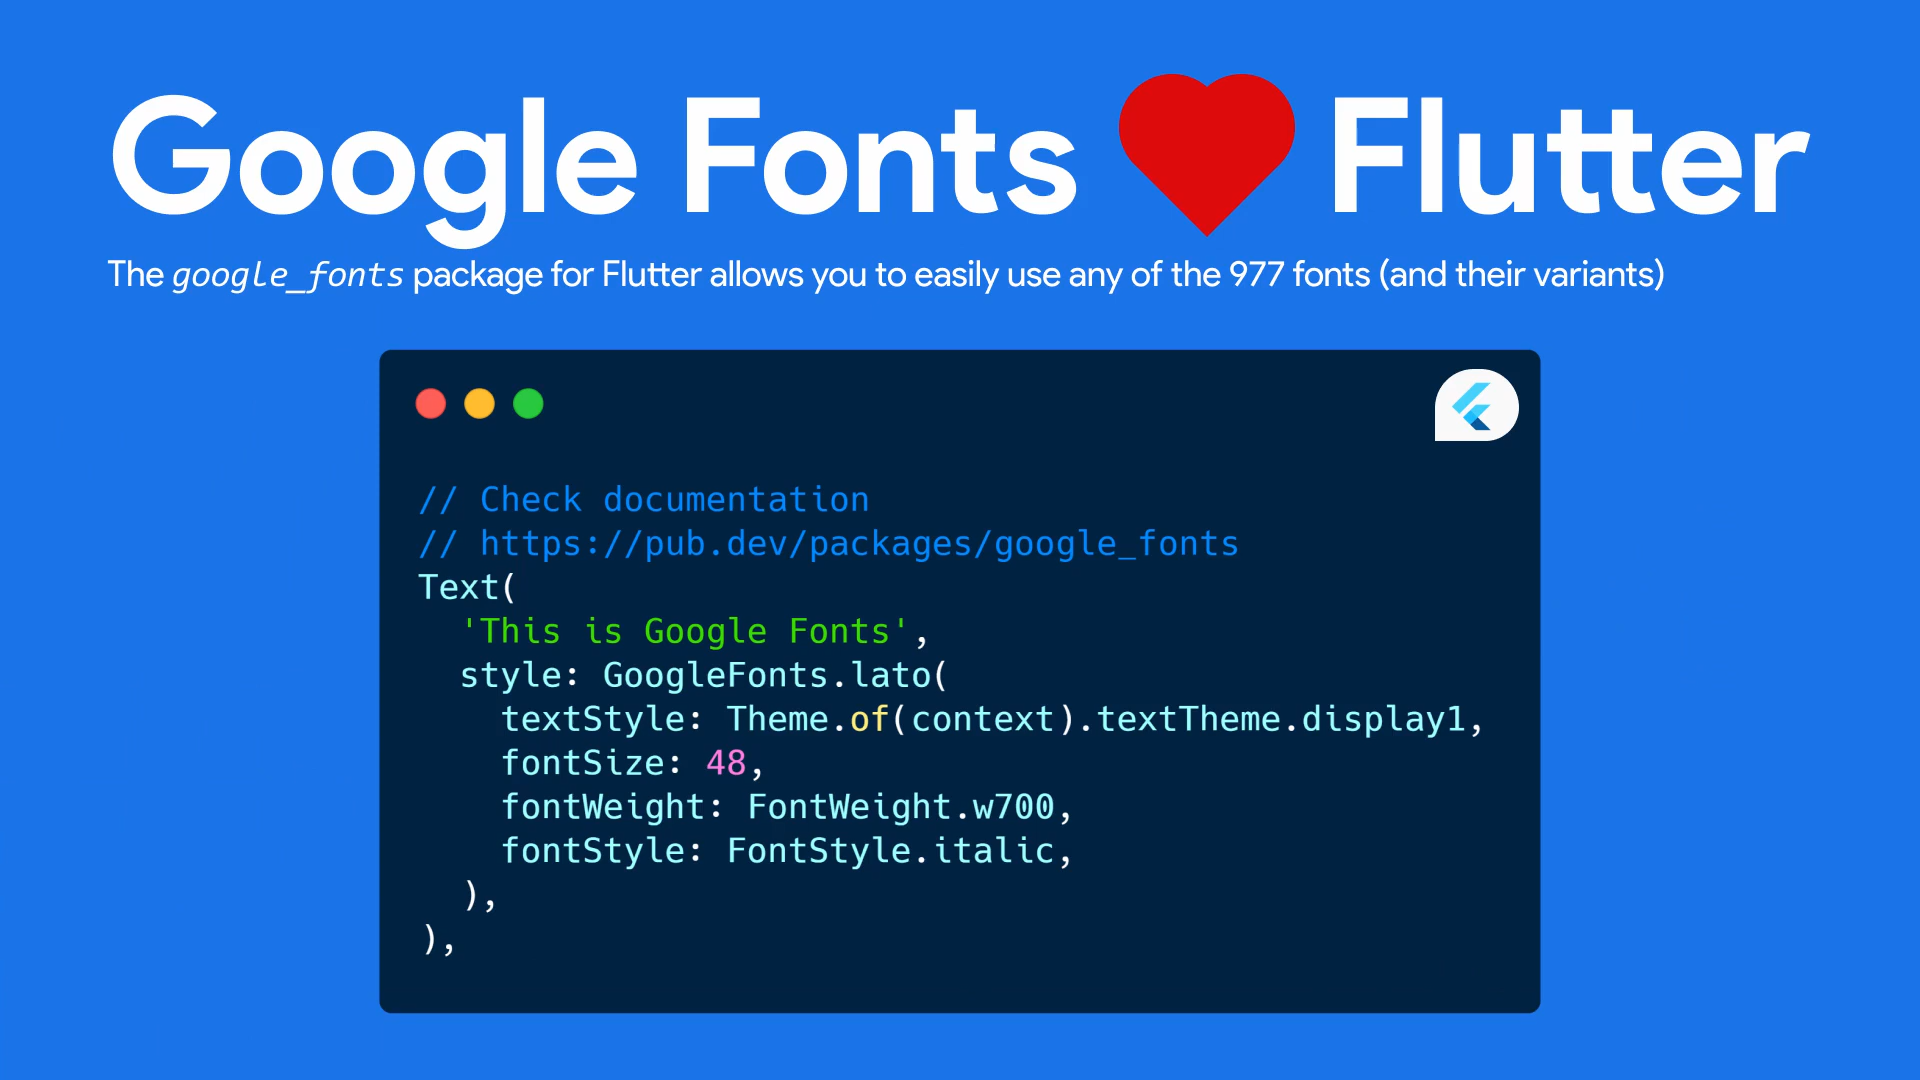 Google Fonts Flutter
The google_fonts package for Flutter allows you to easily use any of the 977 fonts (and their variants)
// Check documentation
// https://pub.dev/packages/google_fonts
Text(
  'This is Google Fonts',
  style: GoogleFonts.lato(
    textStyle: Theme.of(context).textTheme.display1,
    fontSize: 48,
    fontWeight: FontWeight.w700,
    fontStyle: FontStyle.italic,
  ),
),